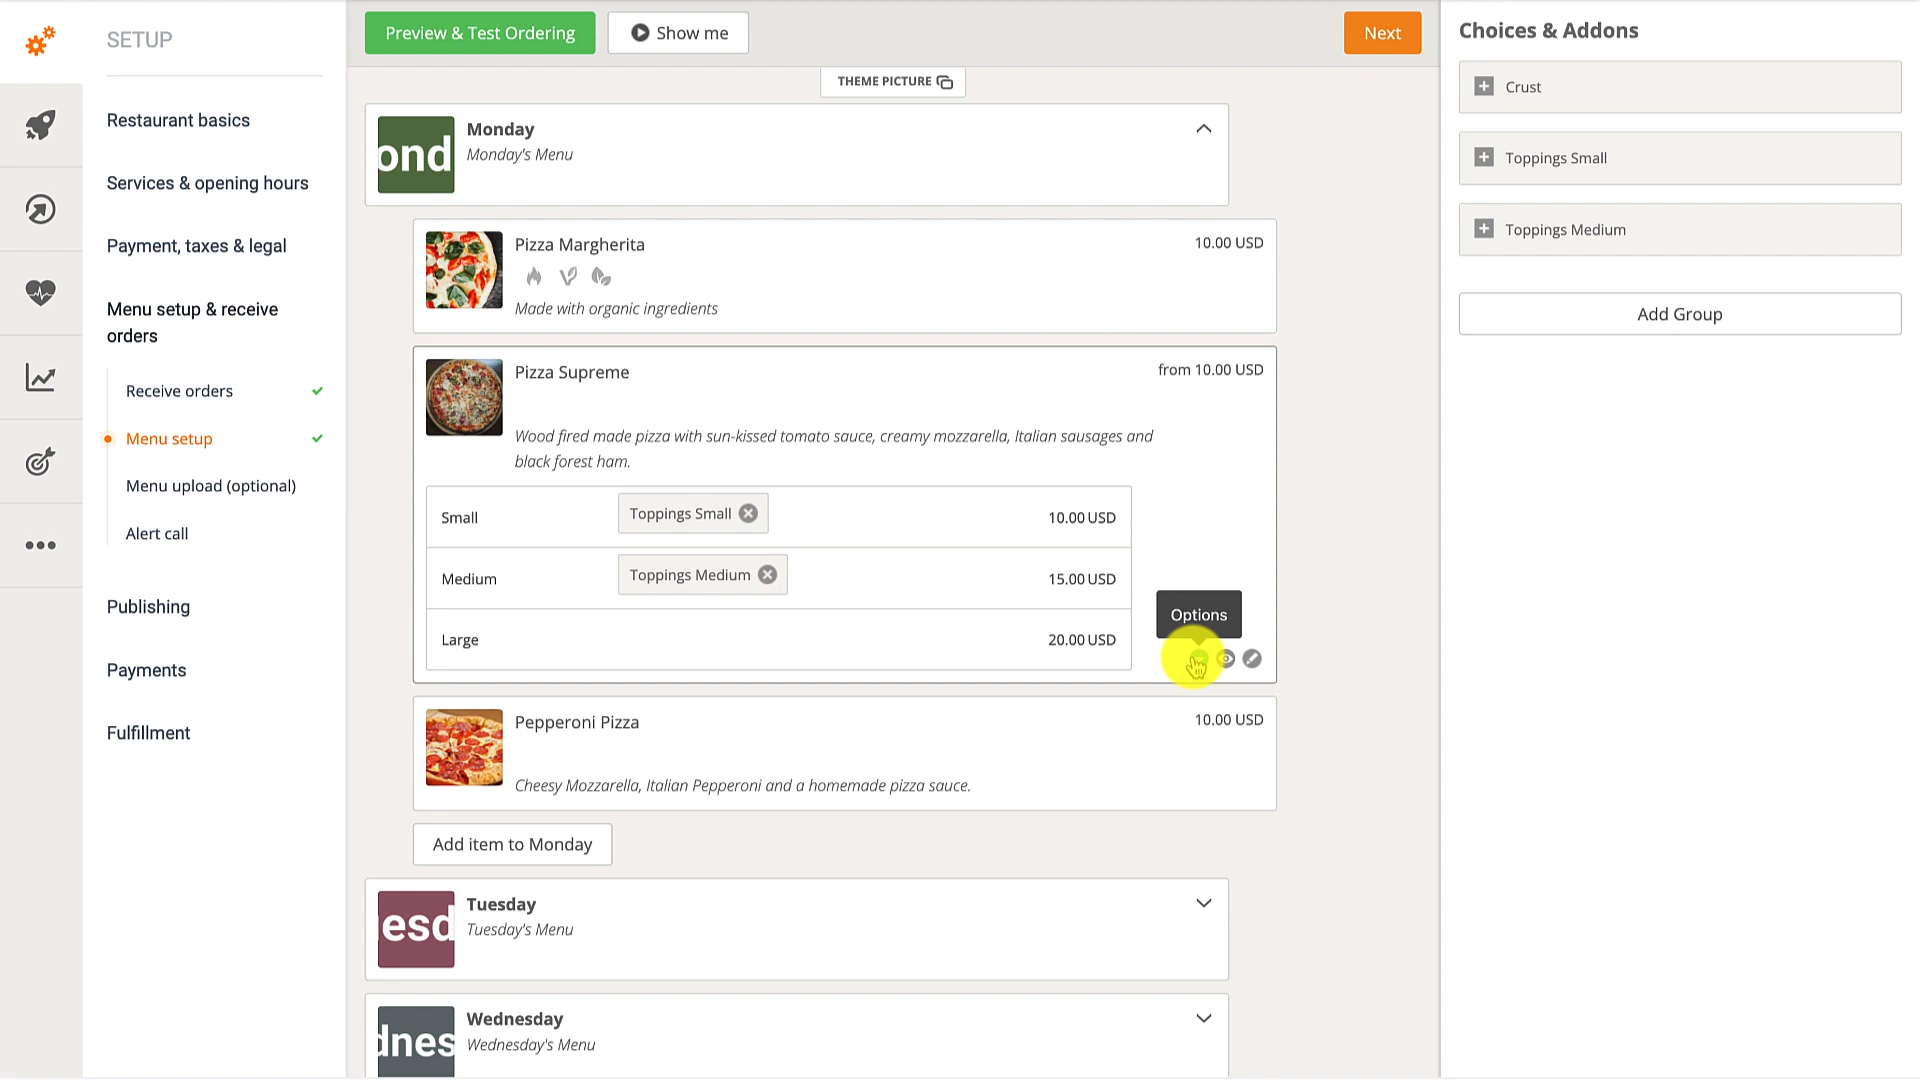 SETUP
Restaurant basics
Services & opening hours
Payment, taxes & legal
Menu setup & receive
orders
Receive orders
Menu setup
Menu upload (optional)
Alert call
Publishing
Payments
Fulfillment
Preview & Test Ordering
Show me
Next
THEME PICTURE
ond
Monday
Monday's Menu
Pizza Margherita
10.00 USD
Made with organic ingredients
Pizza Supreme
from 10.00 USD
Wood fired made pizza with sun-kissed tomato sauce, creamy mozzarella, Italian sausages and
black forest ham.
Small
Toppings Small
10.00 USD
Medium
Toppings Medium
15.00 USD
Large
20.00 USD
Options
Pepperoni Pizza
10.00 USD
Cheesy Mozzarella, Italian Pepperoni and a homemade pizza sauce.
Add item to Monday
esd
Tuesday
Tuesday's Menu
dnes
Wednesday
Wednesday's Menu
Choices & Addons
Crust
Toppings Small
Toppings Medium
Add Group